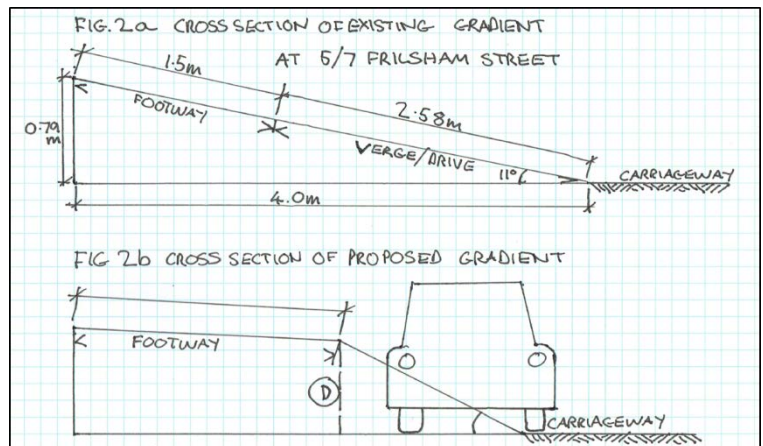 FIG. 2a CROSS SECTION OF EXISTING GRADIENT
AT 5/7 FRILSHAM STREET
1.5m
FOOTWAY
2.58m
0.79
m
VERGE/DRIVE
11°
CARRIAGEWAY
4.0m
FIG 2b CROSS SECTION OF PROPOSED GRADIENT
FOOTWAY
D
CARRIAGEWAY